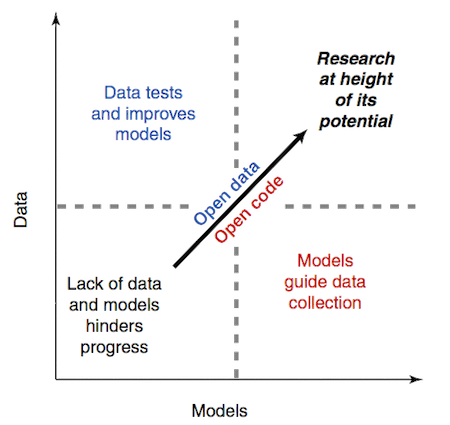 Data tests
and improves
models
Research
at height
of its
potential
Open data
Open code
Data
Lack of data
and models
hinders
progress
Models
guide data
collection
Models